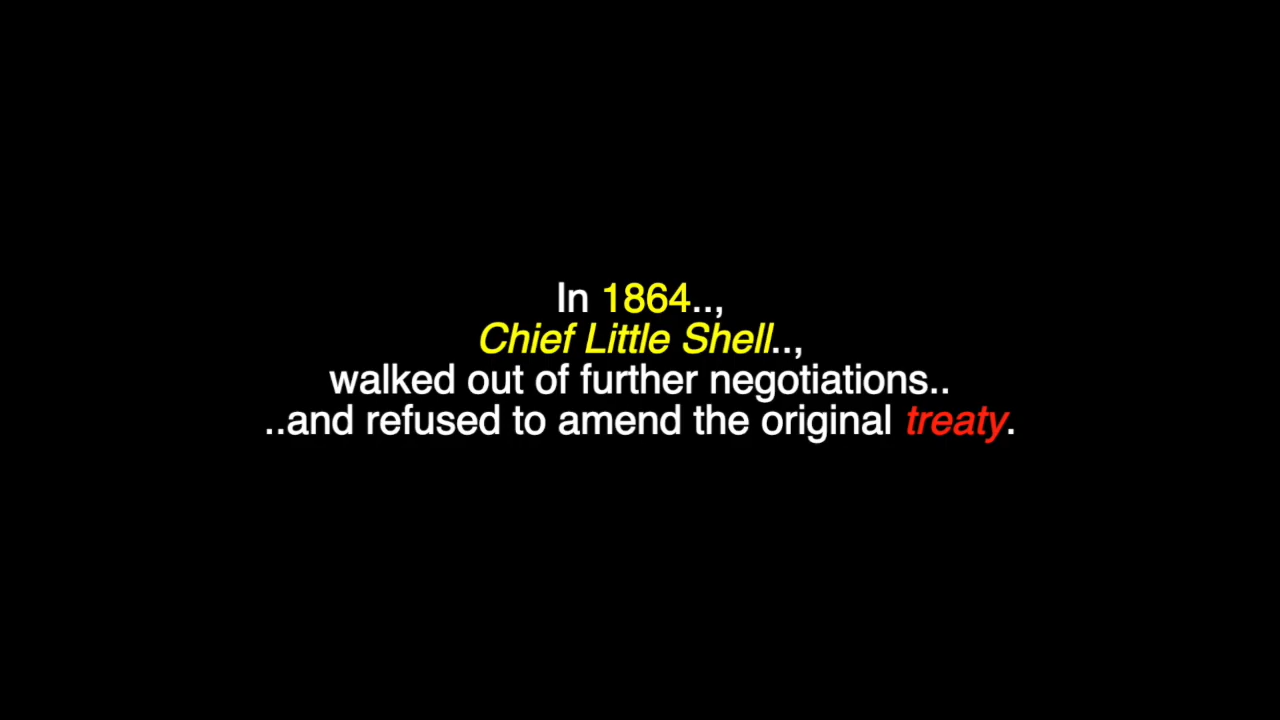 In 1864..,
Chief Little Shell..,
walked out of further negotiations..
..and refused to amend the original treaty.